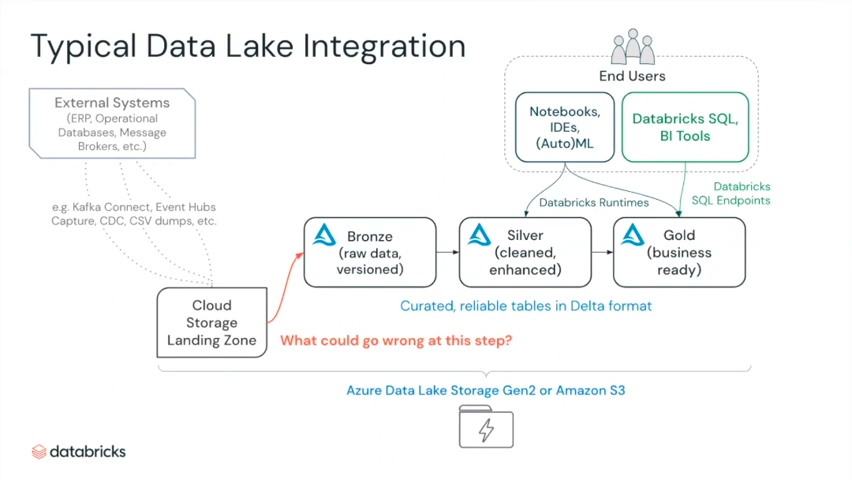 Typical Data Lake Integration
End Users
External Systems
(ERP, Operational
Databases, Message
Brokers, etc.)
Notebooks,
IDEs,
(Auto)ML
Databricks SQL,
BI Tools
e.g. Kafka Connect, Event Hubs
Capture, CDC, CSV dumps, etc.
Databricks Runtimes
Databricks
SQL Endpoints
Bronze
(raw data,
versioned)
Silver
(cleaned,
enhanced)
Gold
(business
ready)
Curated, reliable tables in Delta format
Cloud
Storage
Landing Zone
What could go wrong at this step?
Azure Data Lake Storage Gen2 or Amazon S3
databricks